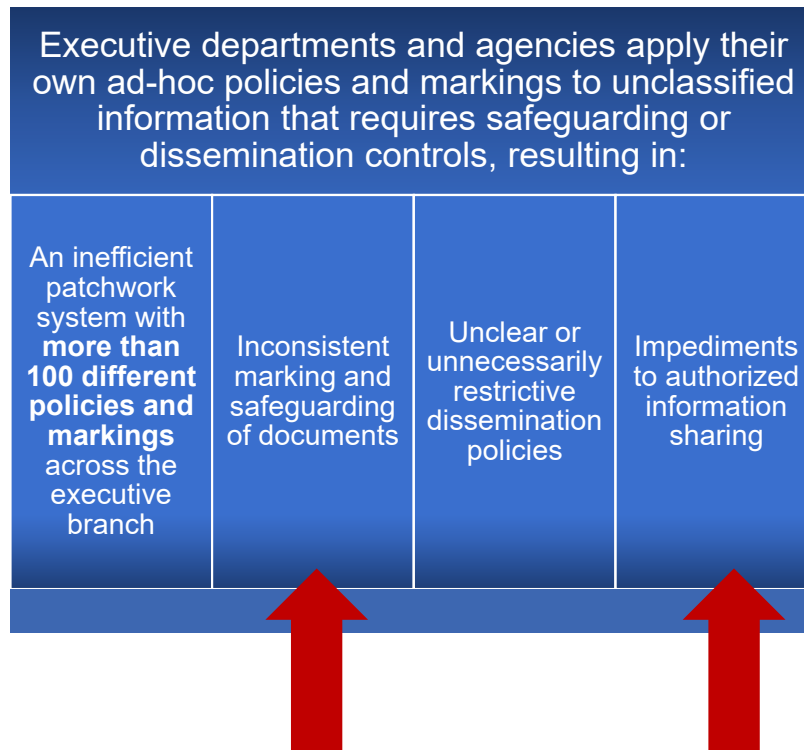 Executive departments and agencies apply their
own ad-hoc policies and markings to unclassified
information that requires safeguarding or
dissemination controls, resulting in:
An inefficient
patchwork
system with
more than
100 different
policies and
markings
across the
executive
branch
Inconsistent
marking and
safeguarding
of documents
Unclear or
unnecessarily
restrictive
dissemination
policies
Impediments
to authorized
information
sharing